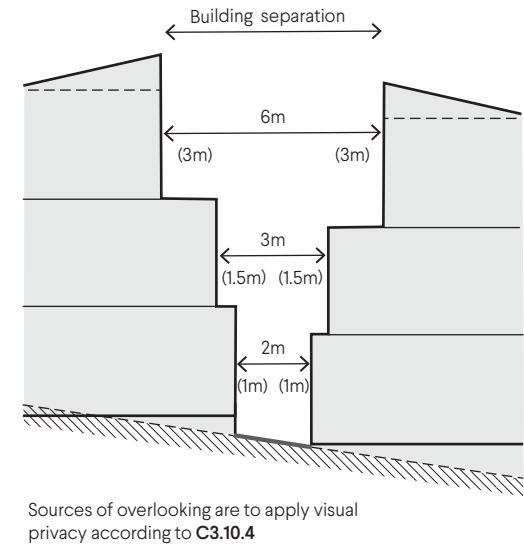 Building separation
6m
(3m) (3m)
3m
(1.5m) (1.5m)
2m
(1m) (1m)
Sources of overlooking are to apply visual
privacy according to C3.10.4